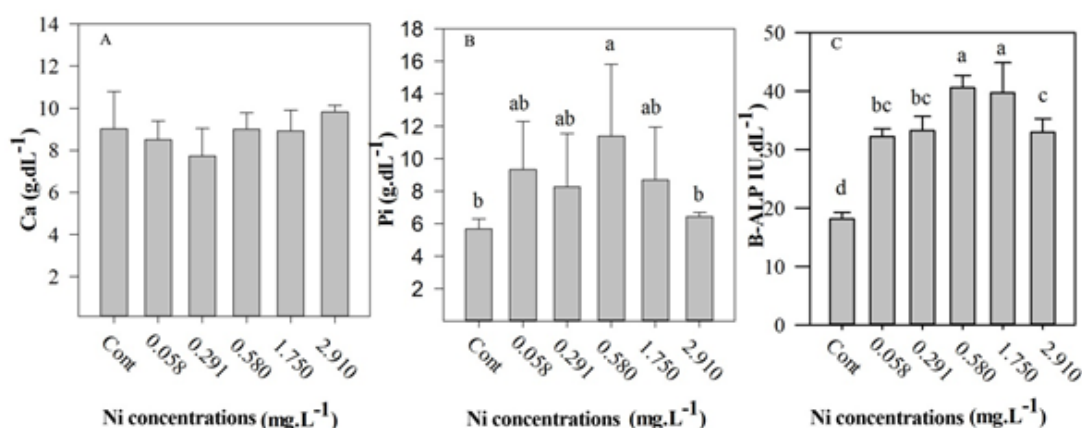 A
Ca (g.dL-1)
14
12
10
8
6
4
2
Cont
0.058
0.291
0.580
1.750
2.910
Ni concentrations (mg.L-1)
B
Pi (g.dL-1)
18
16
14
12
10
8
6
4
2
b
ab
ab
a
ab
b
Cont
0.058
0.291
0.580
1.750
2.910
Ni concentrations (mg.L-1)
C
B-ALP IU.dL-1
50
40
30
20
10
0
d
bc
bc
a
a
c
Cont
0.058
0.291
0.580
1.750
2.910
Ni concentrations (mg.L-1)